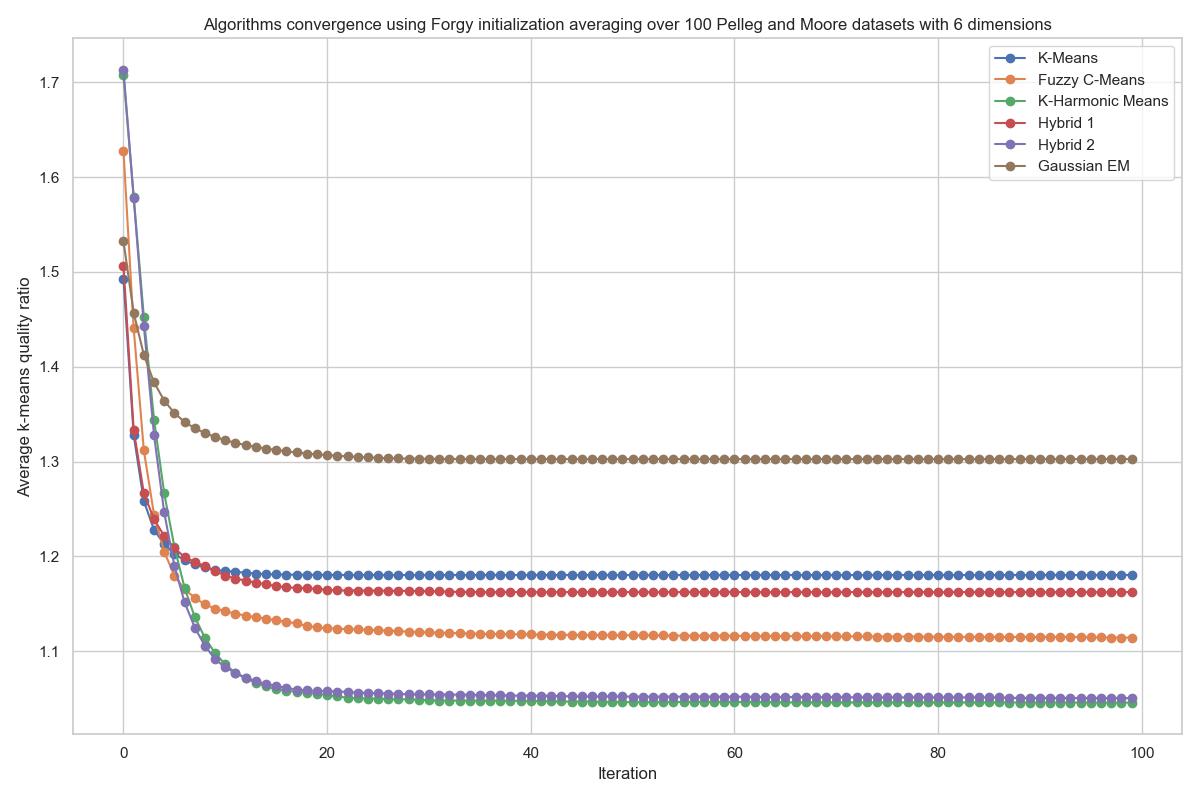 Algorithms convergence using Forgy initialization averaging over 100 Pelleg and Moore datasets with 6 dimensions
K-Means
Fuzzy C-Means
K-Harmonic Means
Hybrid 1
Hybrid 2
Gaussian EM
Average k-means quality ratio
1.7
1.6
1.5
1.4
1.3
1.2
1.1
0
20
40
60
80
100
Iteration